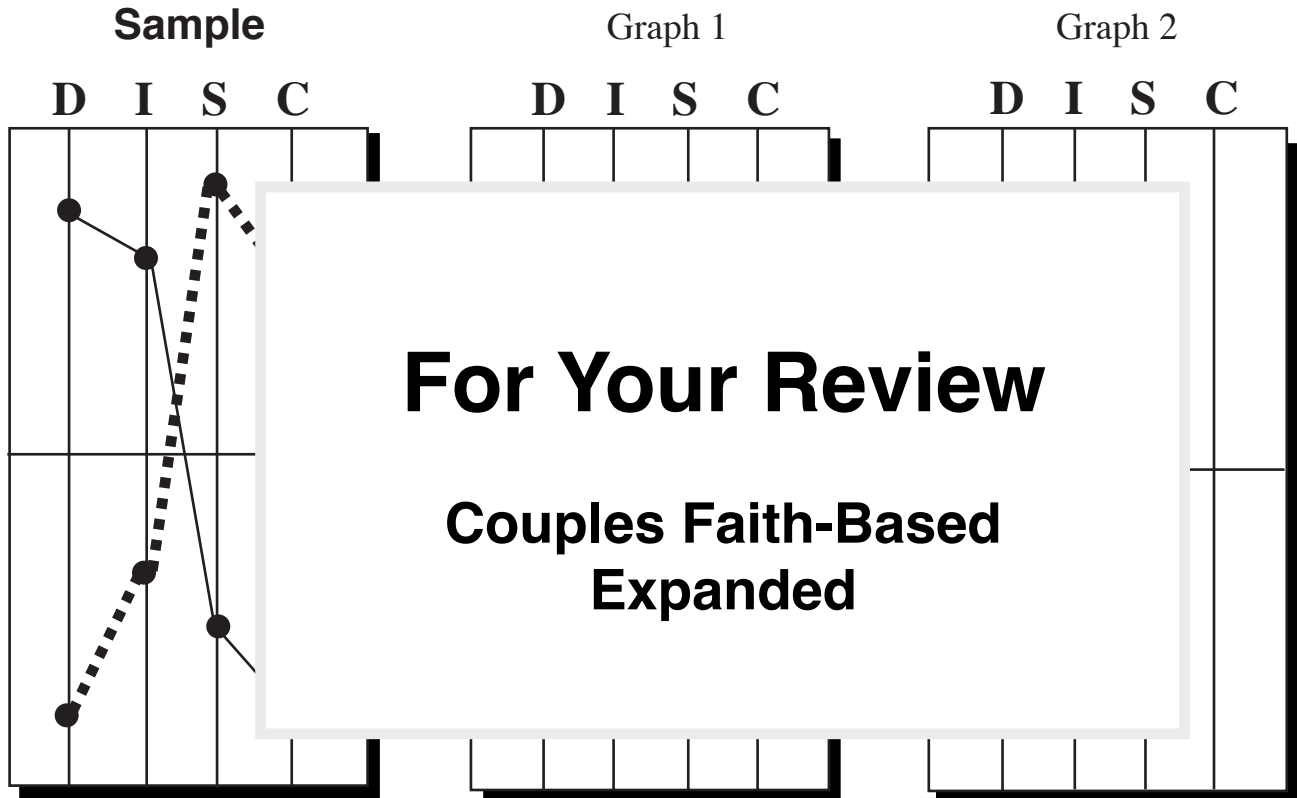 Sample Graph 1 Graph 2
D I S C D I S C D I S C
For Your Review
Couples Faith-Based
Expanded